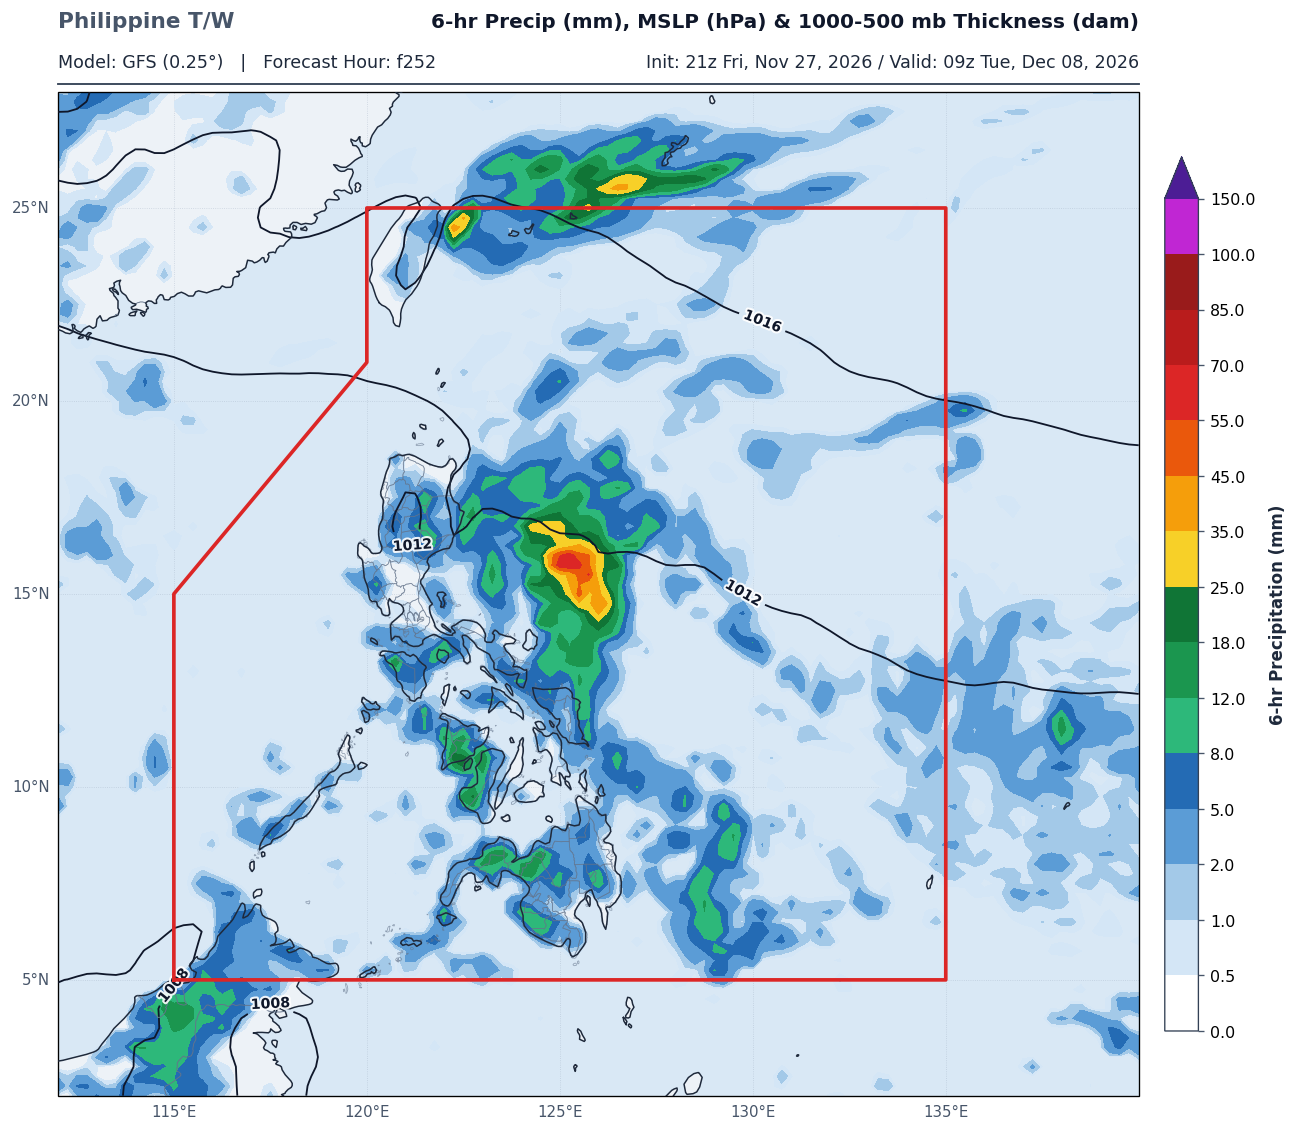 Philippine T/W
6-hr Precip (mm), MSLP (hPa) & 1000-500 mb Thickness (dam)
Model: GFS (0.25°)   |   Forecast Hour: f252
Init: 21z Fri, Nov 27, 2026 / Valid: 09z Tue, Dec 08, 2026
25°N
20°N
15°N
10°N
5°N
115°E
120°E
125°E
130°E
135°E
1016
1012
1012
1008
1008
150.0
100.0
85.0
70.0
55.0
45.0
35.0
25.0
18.0
12.0
8.0
5.0
2.0
1.0
0.5
0.0
6-hr Precipitation (mm)